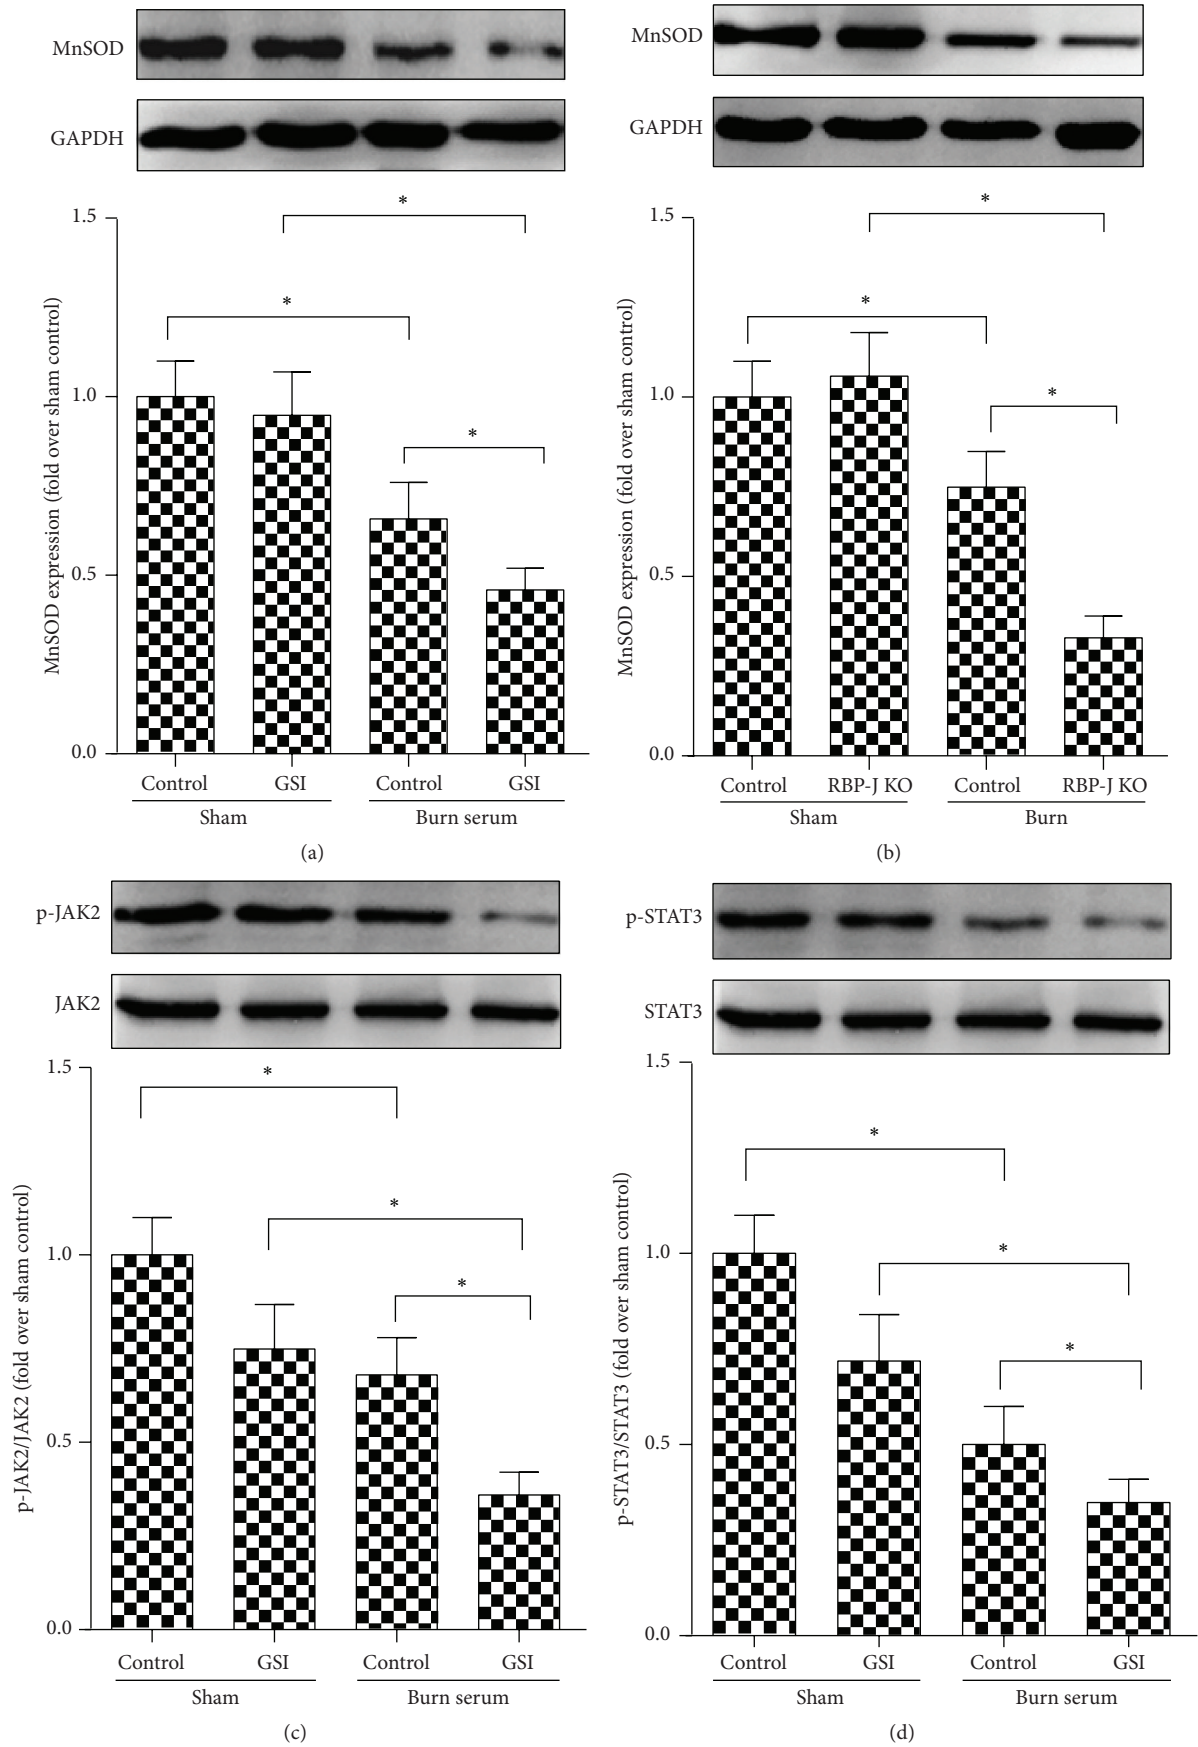 MnSOD
GAPDH
*
*
*
1.5
1.0
0.5
0.0
MnSOD expression (fold over sham control)
Control GSI Control GSI
Sham Burn serum
(a)
MnSOD
GAPDH
*
*
*
1.5
1.0
0.5
0.0
MnSOD expression (fold over sham control)
Control RBP-J KO Control RBP-J KO
Sham Burn
(b)
p-JAK2
JAK2
*
*
*
1.5
1.0
0.5
0.0
p-JAK2/JAK2 (fold over sham control)
Control GSI Control GSI
Sham Burn serum
(c)
p-STAT3
STAT3
*
*
*
1.5
1.0
0.5
0.0
p-STAT3/STAT3 (fold over sham control)
Control GSI Control GSI
Sham Burn serum
(d)